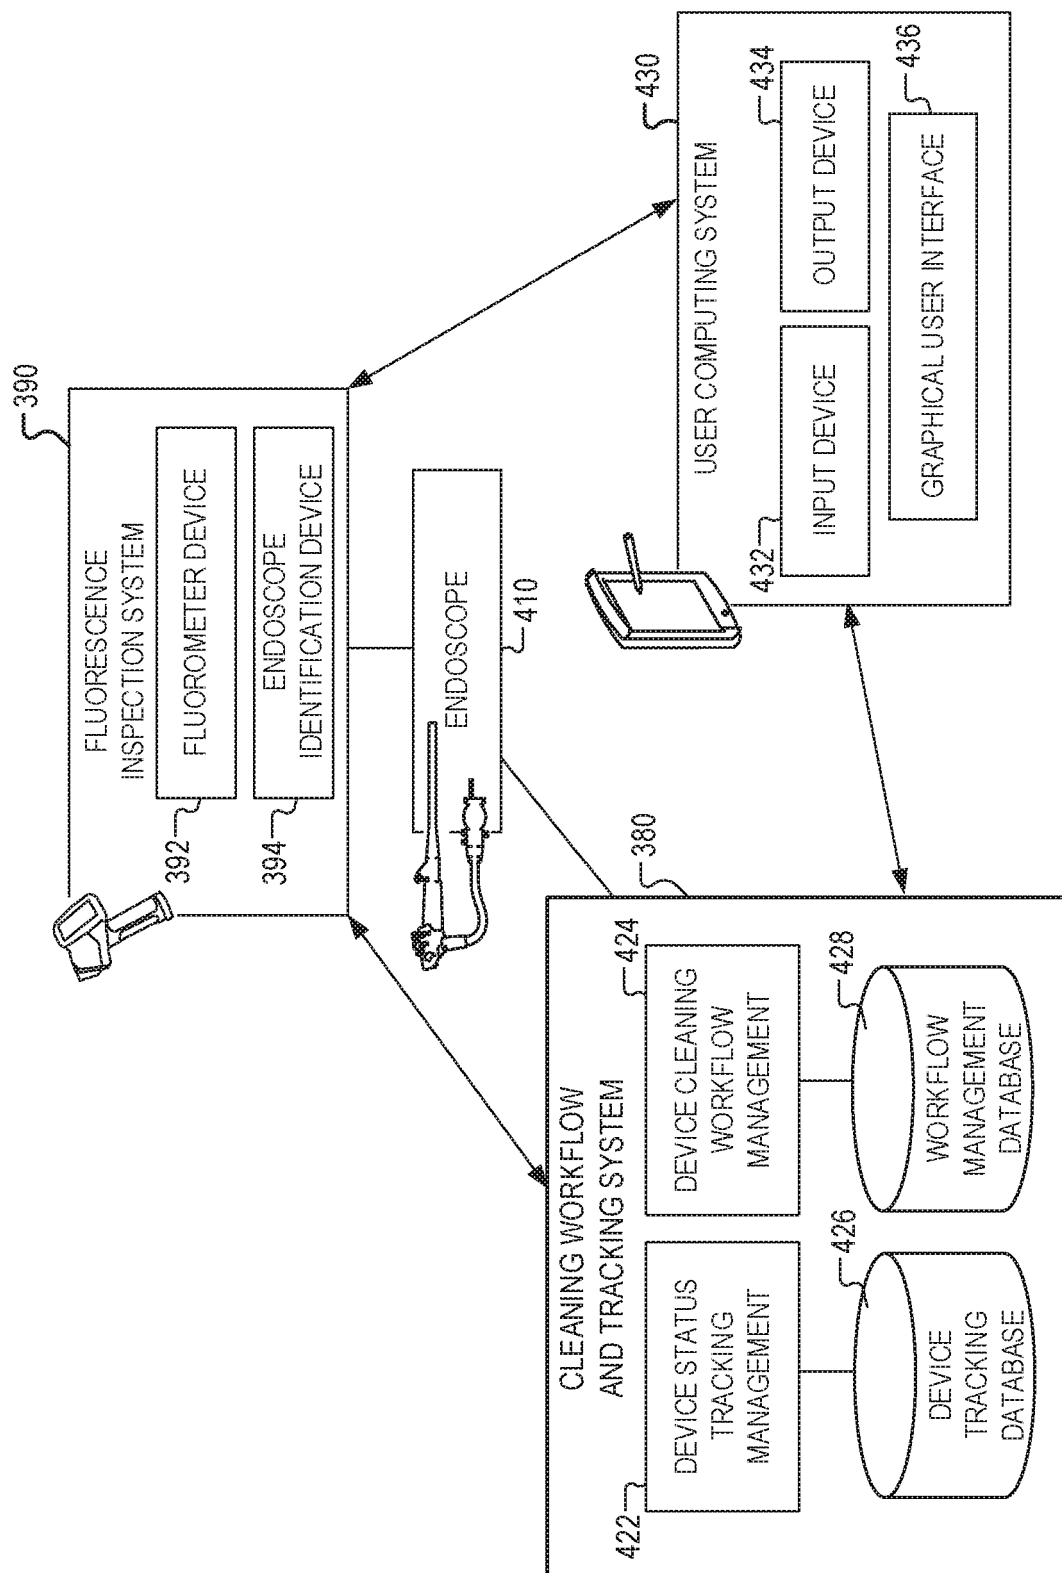 390
FLUORESCENCE
INSPECTION SYSTEM
392
FLUOROMETER DEVICE
394
ENDOSCOPE
IDENTIFICATION DEVICE
ENDOSCOPE
410
380
CLEANING WORKFLOW
AND TRACKING SYSTEM
422
DEVICE STATUS
TRACKING
MANAGEMENT
424
DEVICE CLEANING
WORKFLOW
MANAGEMENT
426
DEVICE
TRACKING
DATABASE
428
WORKFLOW
MANAGEMENT
DATABASE
430
USER COMPUTING SYSTEM
432
INPUT DEVICE
434
OUTPUT DEVICE
436
GRAPHICAL USER INTERFACE